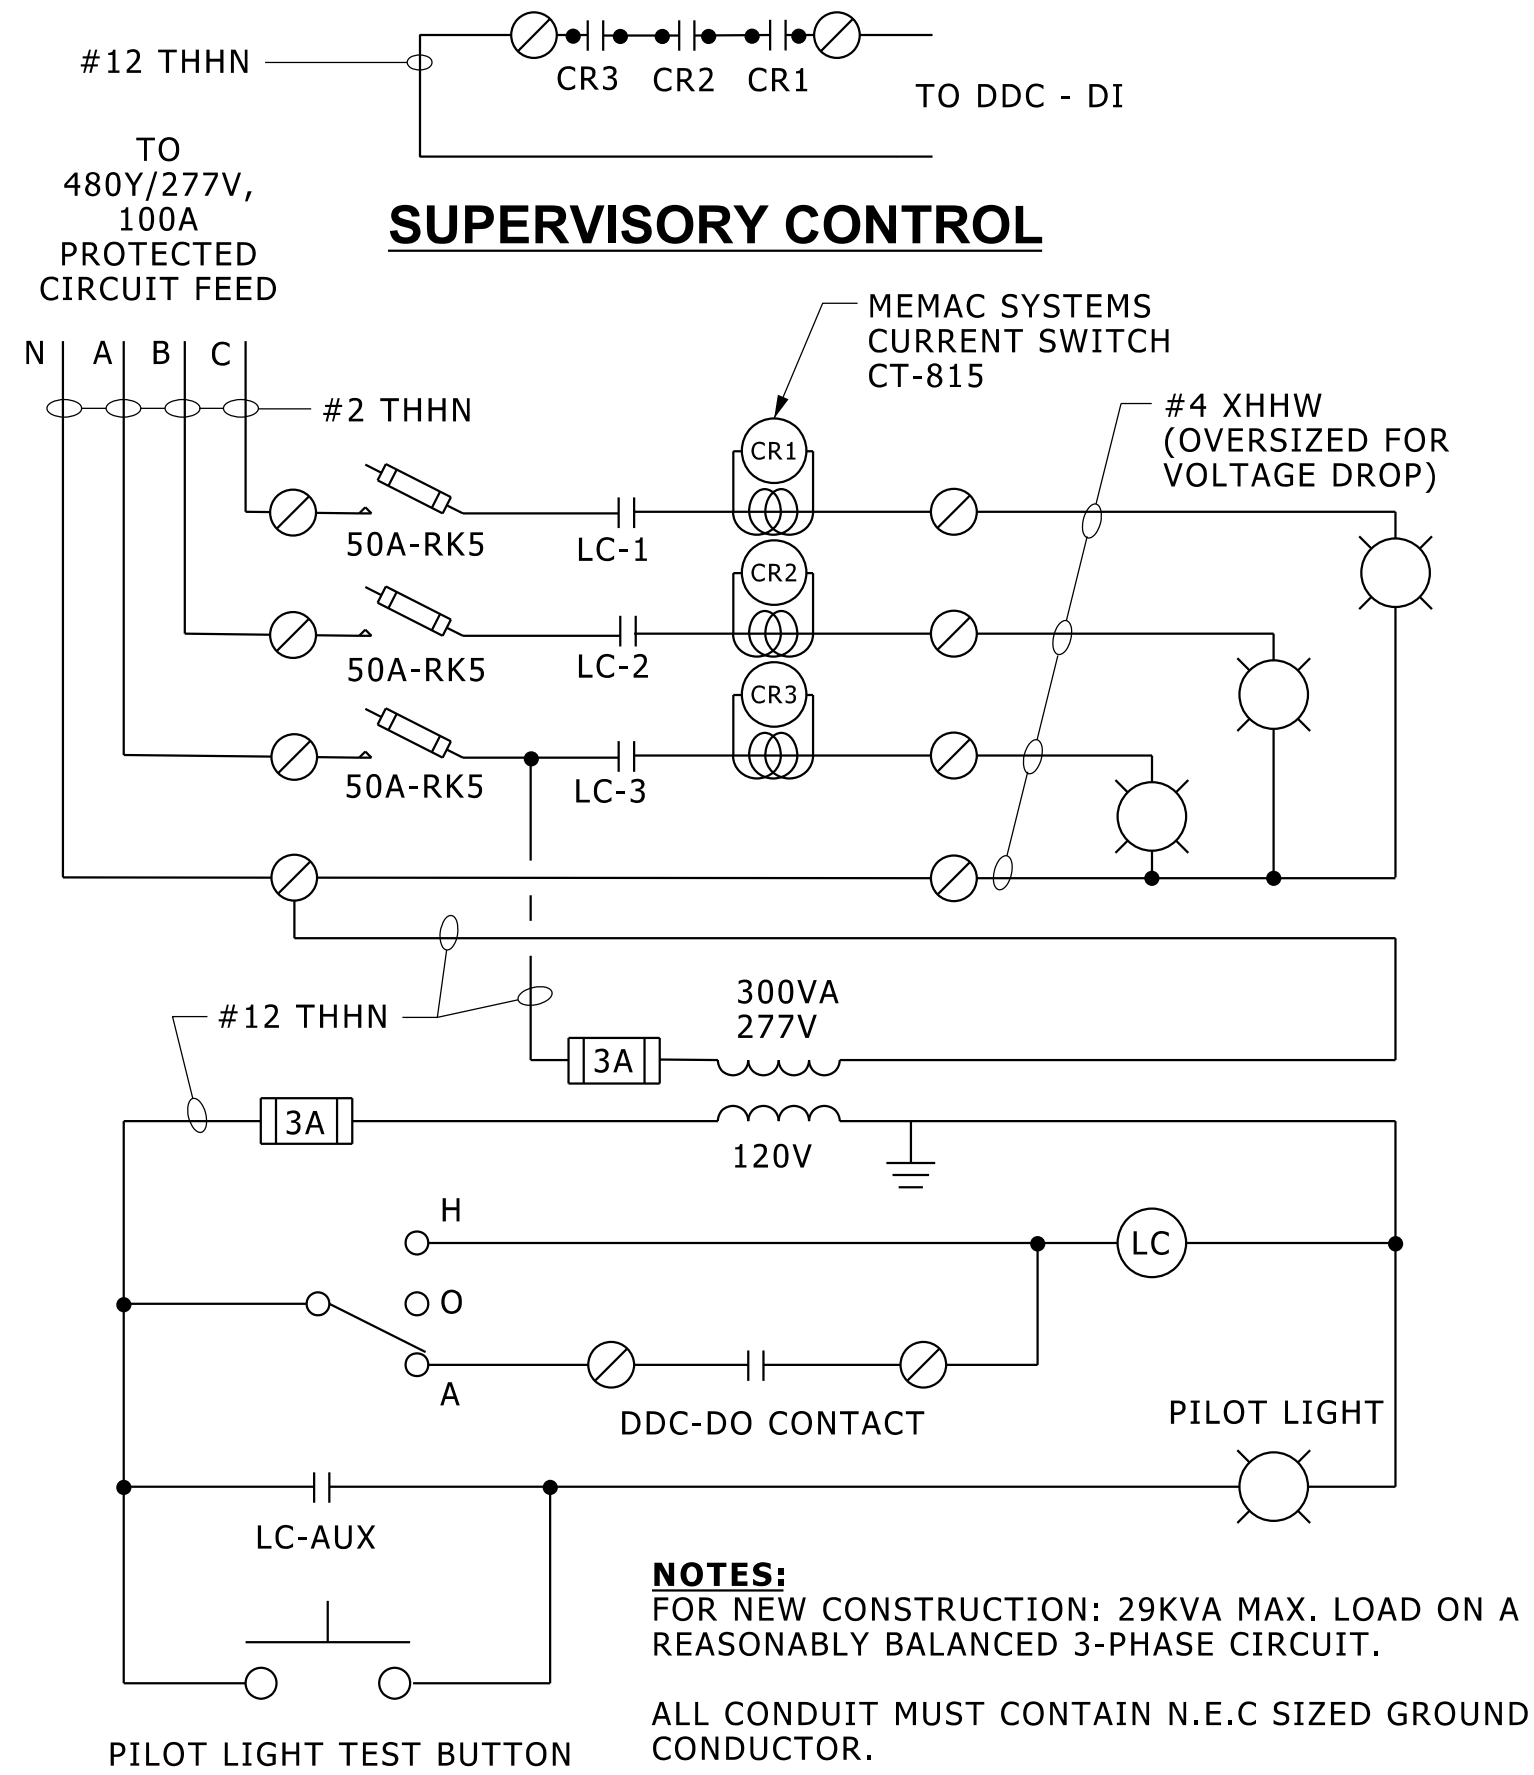 #12 THHN
CR3 CR2 CR1
TO DDC - DI
TO
480Y/277V,
100A
PROTECTED
CIRCUIT FEED
SUPERVISORY CONTROL
MEMAC SYSTEMS
CURRENT SWITCH
CT-815
N A B C
#2 THHN
#4 XHHW
(OVERSIZED FOR
VOLTAGE DROP)
CR1
50A-RK5
LC-1
CR2
50A-RK5
LC-2
CR3
50A-RK5
LC-3
300VA
277V
#12 THHN
3A
3A
120V
H
LC
O
A
DDC-DO CONTACT
PILOT LIGHT
LC-AUX
NOTES:
FOR NEW CONSTRUCTION: 29KVA MAX. LOAD ON A
REASONABLY BALANCED 3-PHASE CIRCUIT.
ALL CONDUIT MUST CONTAIN N.E.C SIZED GROUND
CONDUCTOR.
PILOT LIGHT TEST BUTTON